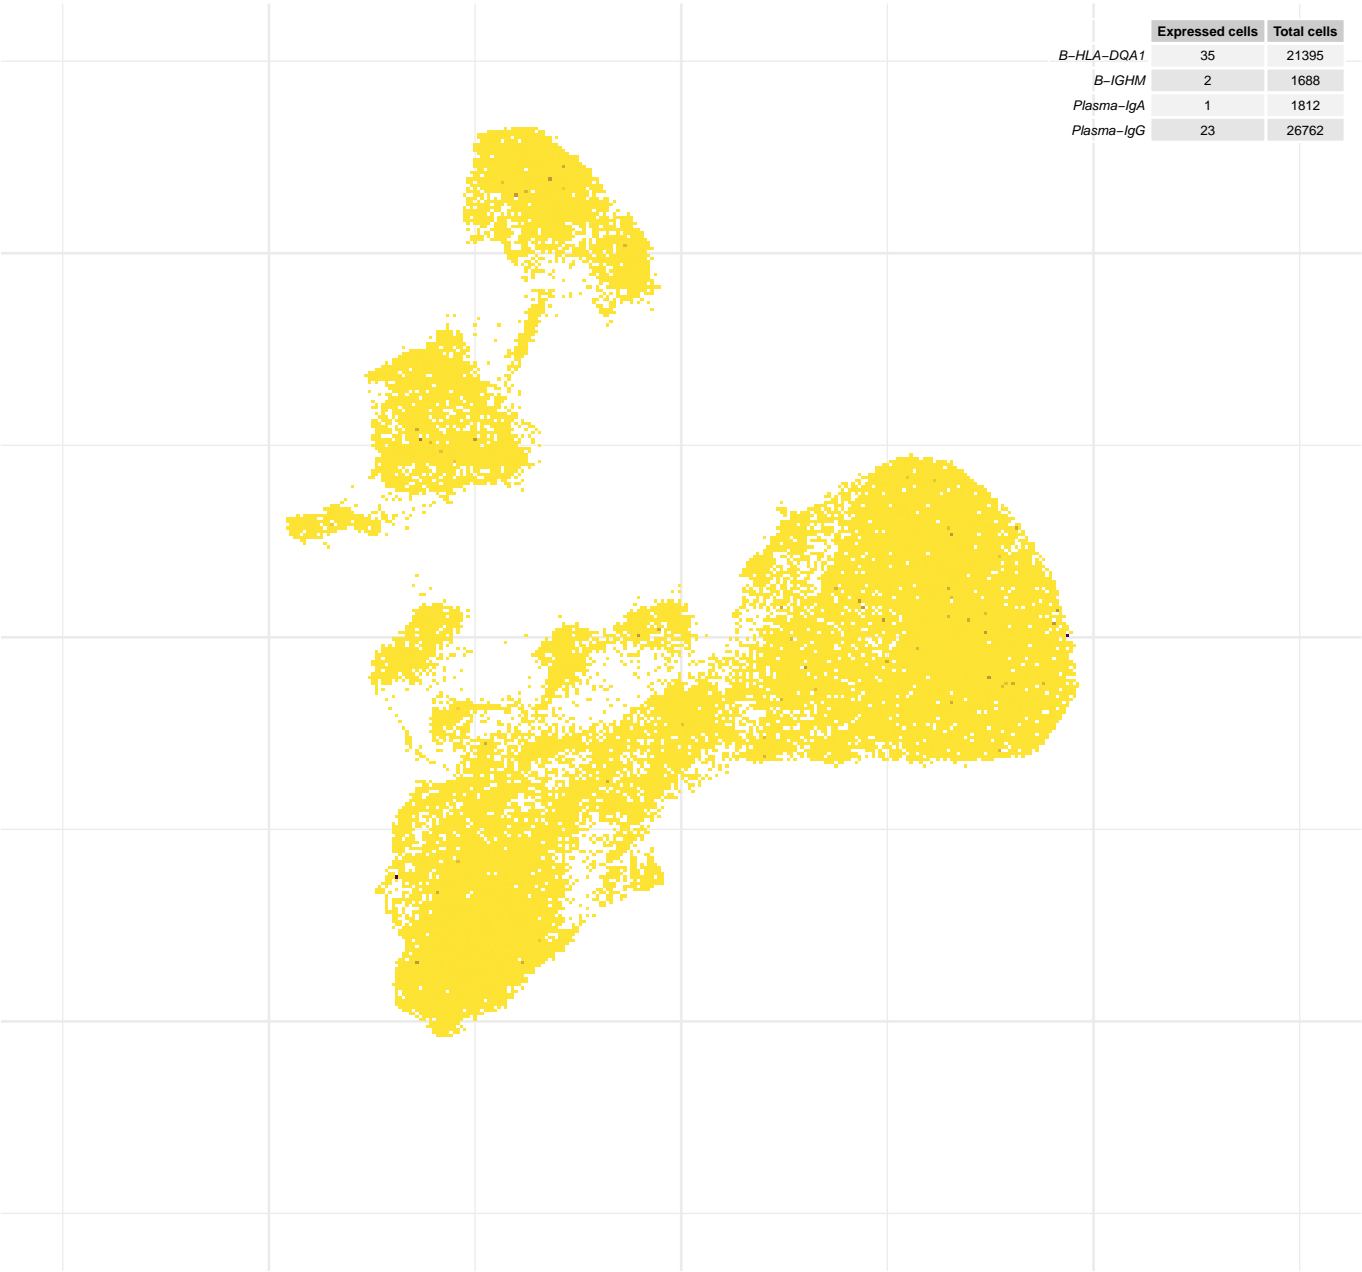 Expressed cells Total cells
B−HLA−DQA1 35 21395
B−IGHM 2 1688
Plasma−IgA 1 1812
Plasma−IgG 23 26762